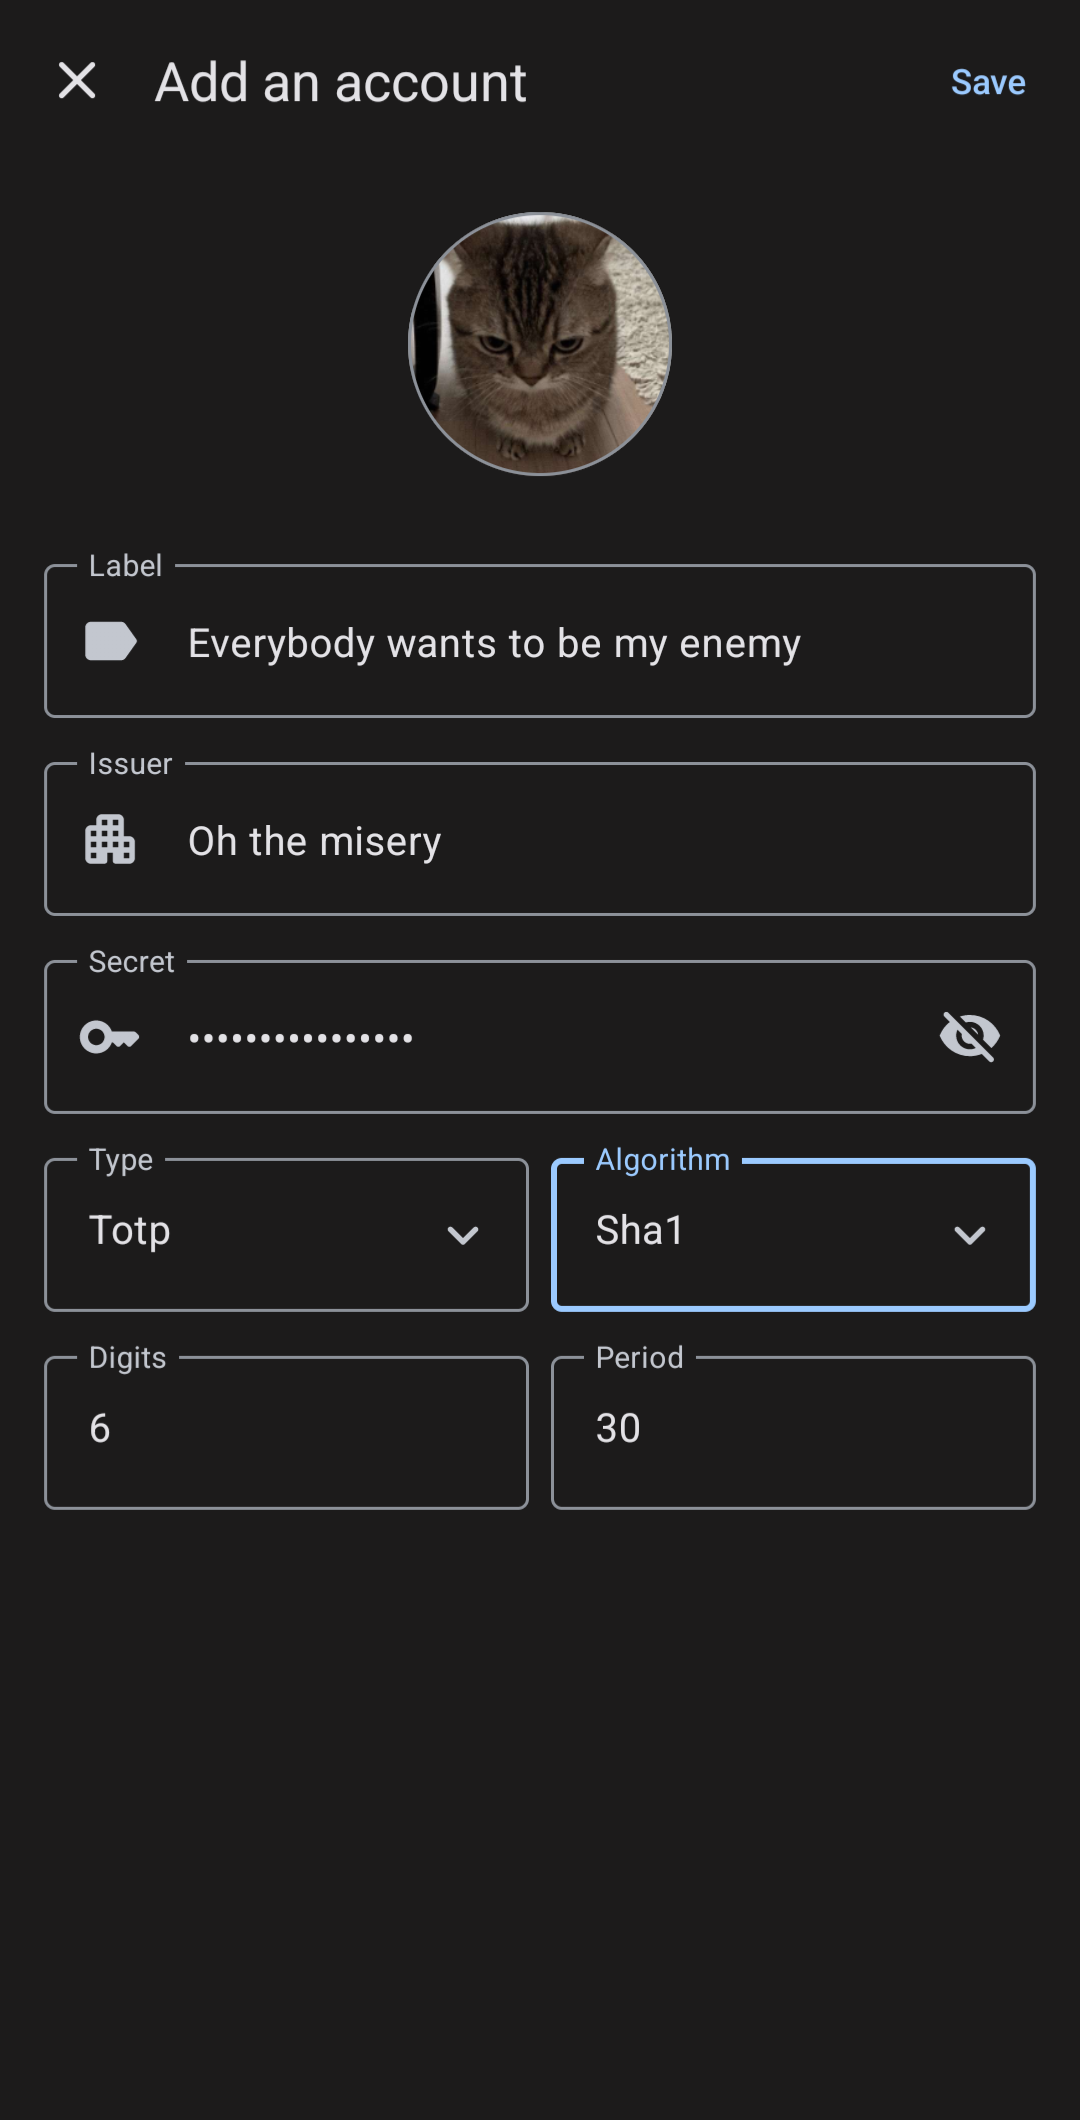 Add an account
Save
Label
Everybody wants to be my enemy
Issuer
Oh the misery
Secret
••••••••••••••••
Type
Totp
Algorithm
Sha1
Digits
6
Period
30